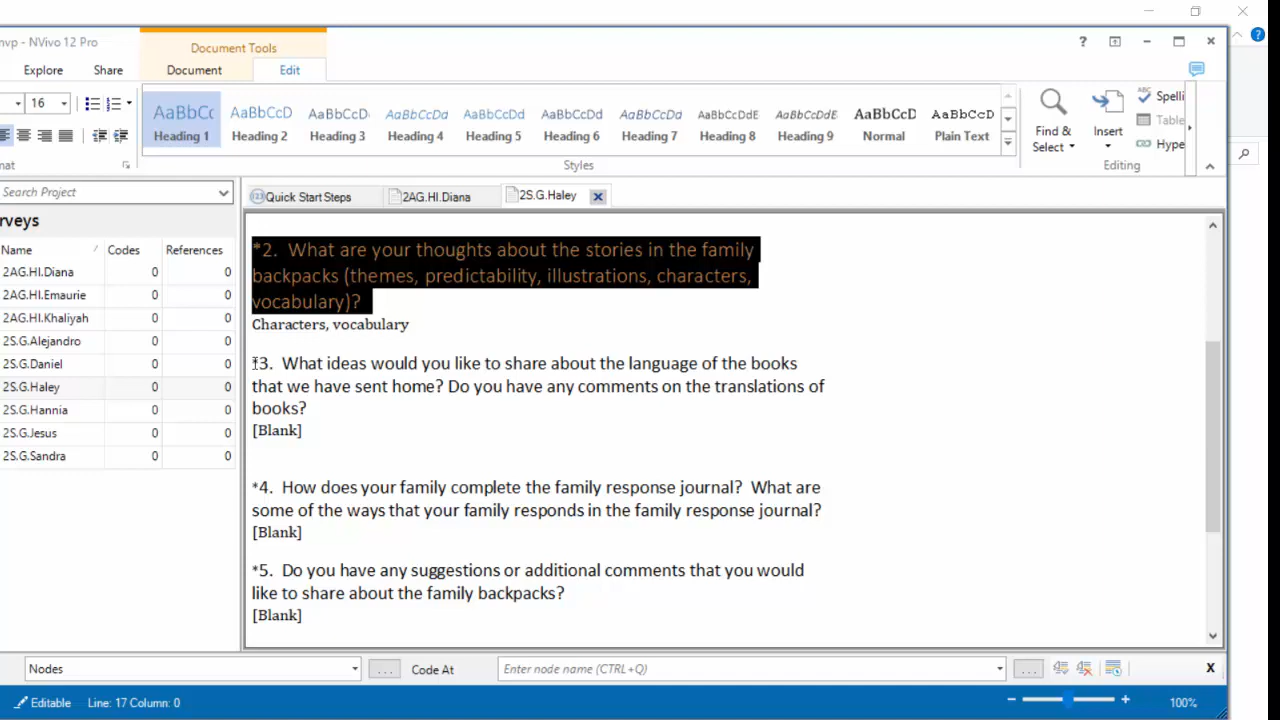 nvp - NVivo 12 Pro
Document Tools
Explore Share Document Edit
16
AaBbCc AaBbCcD AaBbCcD AaBbCcDd AaBbCcDd AaBbCcDd AaBbCcDd AaBbCcDdE AaBbCcDdE AaBbCcD AaBbCcD
Heading 1 Heading 2 Heading 3 Heading 4 Heading 5 Heading 6 Heading 7 Heading 8 Heading 9 Normal Plain Text
Find &
Select
Insert
ABC Spelli
Table
Hype
mat Styles Editing
Search Project
Quick Start Steps 2AG.HI.Diana 2S.G.Haley
rveys
Name Codes References
2AG.HI.Diana 0 0
2AG.HI.Emaurie 0 0
2AG.HI.Khaliyah 0 0
2S.G.Alejandro 0 0
2S.G.Daniel 0 0
2S.G.Haley 0 0
2S.G.Hannia 0 0
2S.G.Jesus 0 0
2S.G.Sandra 0 0
*2. What are your thoughts about the stories in the family
backpacks (themes, predictability, illustrations, characters,
vocabulary)?
Characters, vocabulary
*3. What ideas would you like to share about the language of the books
that we have sent home? Do you have any comments on the translations of
books?
[Blank]
*4. How does your family complete the family response journal? What are
some of the ways that your family responds in the family response journal?
[Blank]
*5. Do you have any suggestions or additional comments that you would
like to share about the family backpacks?
[Blank]
Nodes ... Code At Enter node name (CTRL+Q) ... X
Editable Line: 17 Column: 0 100%